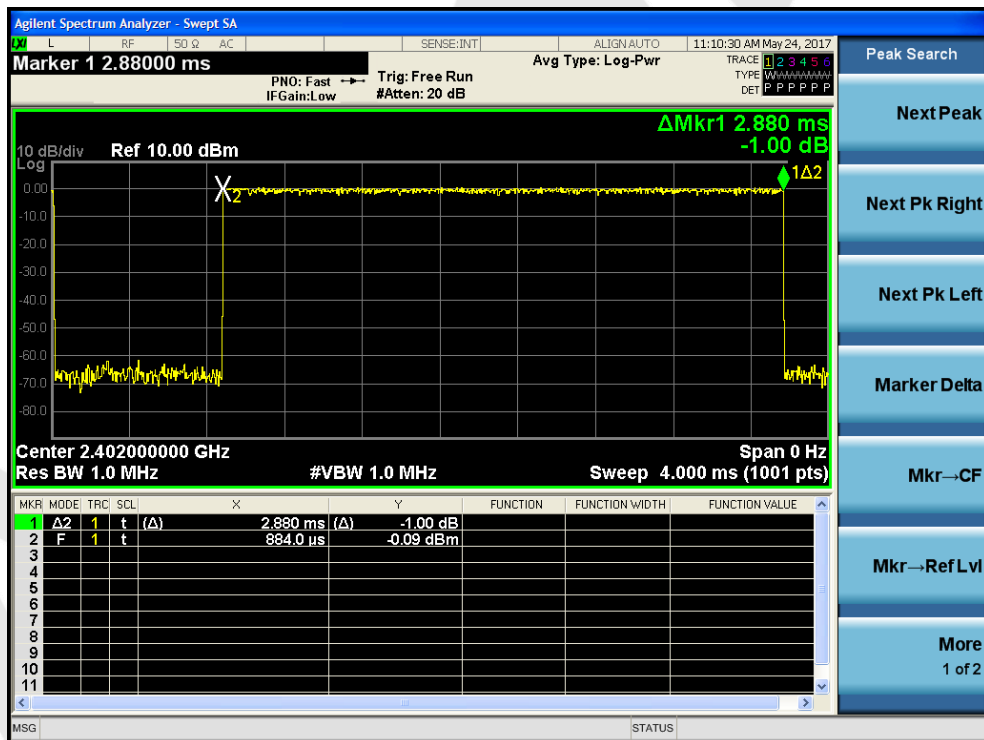 Agilent Spectrum Analyzer - Swept SA
LXI L RF 50 Ω AC SENSE:INT ALIGN AUTO 11:10:30 AM May 24, 2017
Marker 1 2.88000 ms
PNO: Fast
IFGain:Low
Trig: Free Run
#Atten: 20 dB
Avg Type: Log-Pwr
TRACE 1 2 3 4 5 6
TYPE W
DET P P P P P P
Peak Search
Next Peak
Next Pk Right
Next Pk Left
Marker Delta
Mkr→CF
Mkr→Ref Lvl
More
1 of 2
ΔMkr1 2.880 ms
-1.00 dB
10 dB/div Ref 10.00 dBm
Log
0.00
-10.0
-20.0
-30.0
-40.0
-50.0
-60.0
-70.0
-80.0
2
1Δ2
Center 2.402000000 GHz Span 0 Hz
Res BW 1.0 MHz #VBW 1.0 MHz Sweep 4.000 ms (1001 pts)
MKR MODE TRC SCL X Y FUNCTION FUNCTION WIDTH FUNCTION VALUE
1 Δ2 1 t (Δ) 2.880 ms (Δ) -1.00 dB
2 F 1 t 884.0 µs -0.09 dBm
3
4
5
6
7
8
9
10
11
MSG STATUS